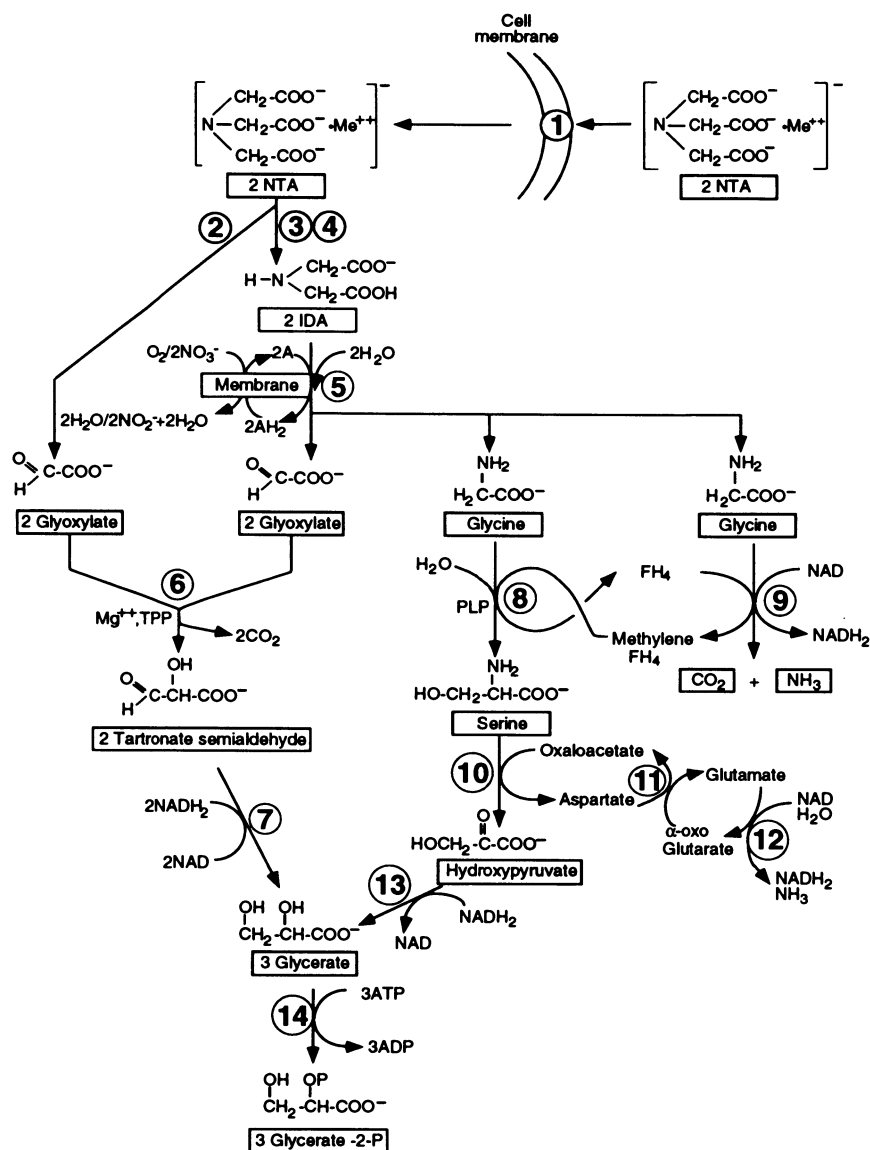 Cell
membrane
CH2-COO− CH2-COO−
N—CH2-COO− ·Me++ − 1 N—CH2-COO− ·Me++ −
CH2-COO− CH2-COO−
2 NTA 2 NTA
2 3 4
CH2-COO−
H-N
CH2-COOH
2 IDA
O2/2NO3- 2A 2H2O
Membrane 5
2H2O/2NO2-+2H2O 2AH2
O O NH2 NH2
C-COO− C-COO− H2C-COO− H2C-COO−
H H
2 Glyoxylate 2 Glyoxylate Glycine Glycine
6 H2O FH4 NAD
PLP 8 9
Mg++,TPP 2CO2 Methylene NADH2
FH4
OH NH2 CO2 + NH3
O
C-CH-COO− HO-CH2-CH-COO−
H
2 Tartronate semialdehyde Serine
10 Oxaloacetate
11 Glutamate
Aspartate NAD
H2O
2NADH2 7 O α-oxo
Glutarate 12
HOCH2-C-COO−
2NAD Hydroxypyruvate NADH2
NH3
13
OH OH NADH2
CH2-CH-COO− NAD
3 Glycerate
3ATP
14
3ADP
OH OP
CH2-CH-COO−
3 Glycerate -2-P